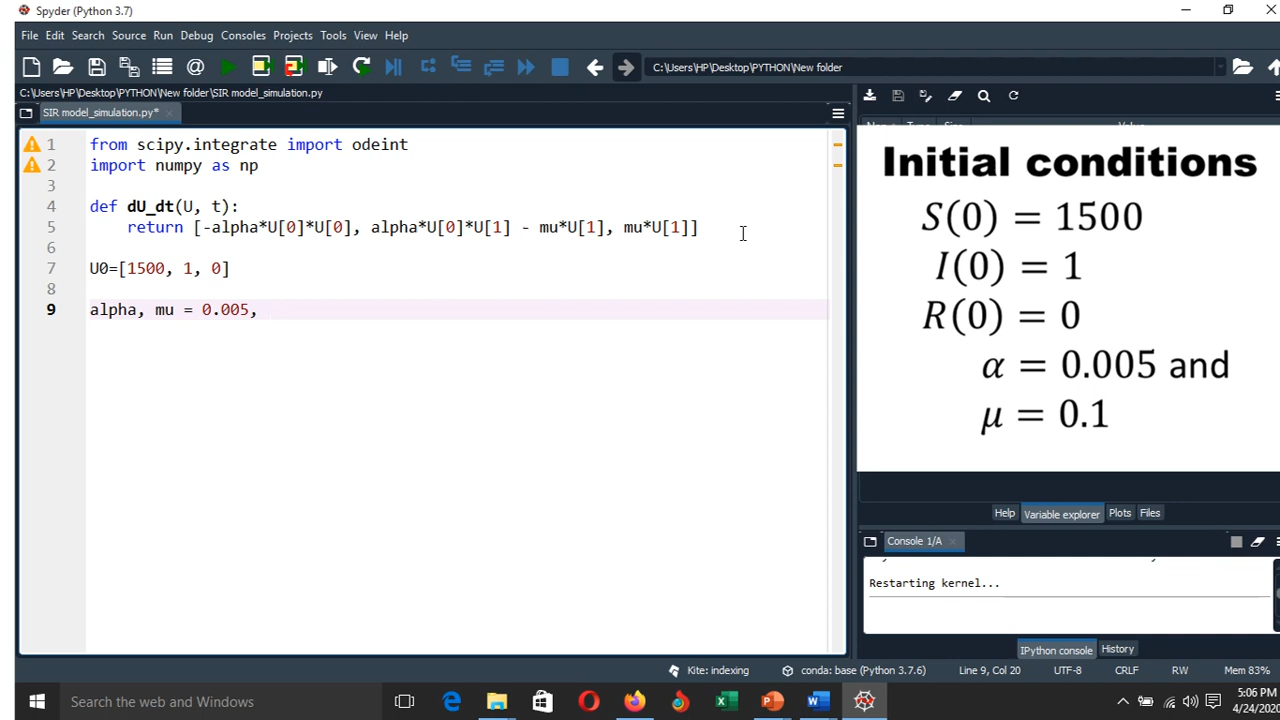 Spyder (Python 3.7)
File Edit Search Source Run Debug Consoles Projects Tools View Help
C:\Users\HP\Desktop\PYTHON\New folder
C:\Users\HP\Desktop\PYTHON\New folder\SIR model_simulation.py
SIR model_simulation.py*
1 from scipy.integrate import odeint
2 import numpy as np
3
4 def dU_dt(U, t):
5 return [-alpha*U[0]*U[0], alpha*U[0]*U[1] - mu*U[1], mu*U[1]]
6
7 U0=[1500, 1, 0]
8
9 alpha, mu = 0.005,
Initial conditions
S(0) = 1500
I(0) = 1
R(0) = 0
α = 0.005 and
μ = 0.1
Help Variable explorer Plots Files
Console 1/A
Restarting kernel...
IPython console History
Kite: indexing conda: base (Python 3.7.6) Line 9, Col 20 UTF-8 CRLF RW Mem 83%
Search the web and Windows
5:06 PM